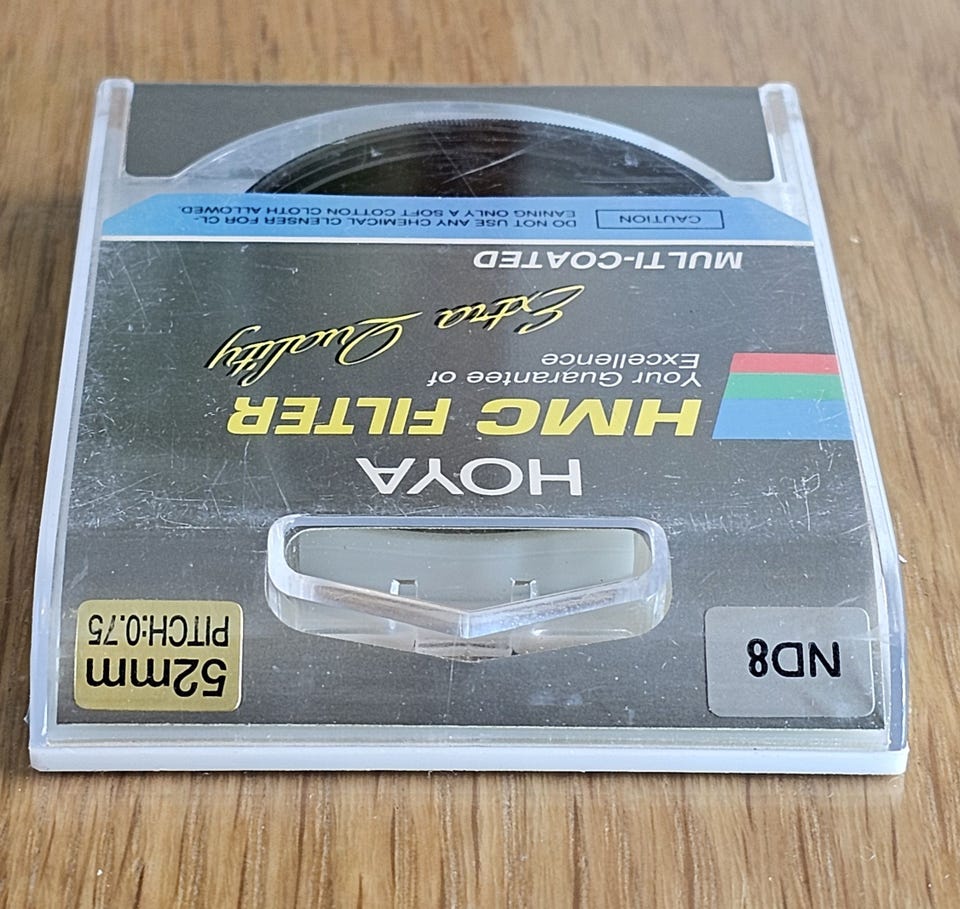 ND8
52mm
PITCH:0.75
HOYA
HMC FILTER
Your Guarantee of
Excellence
Extra Quality
MULTI-COATED
CAUTION
DO NOT USE ANY CHEMICAL CLENSER FOR CL-
EANING ONLY A SOFT COTTON CLOTH ALLOWED.